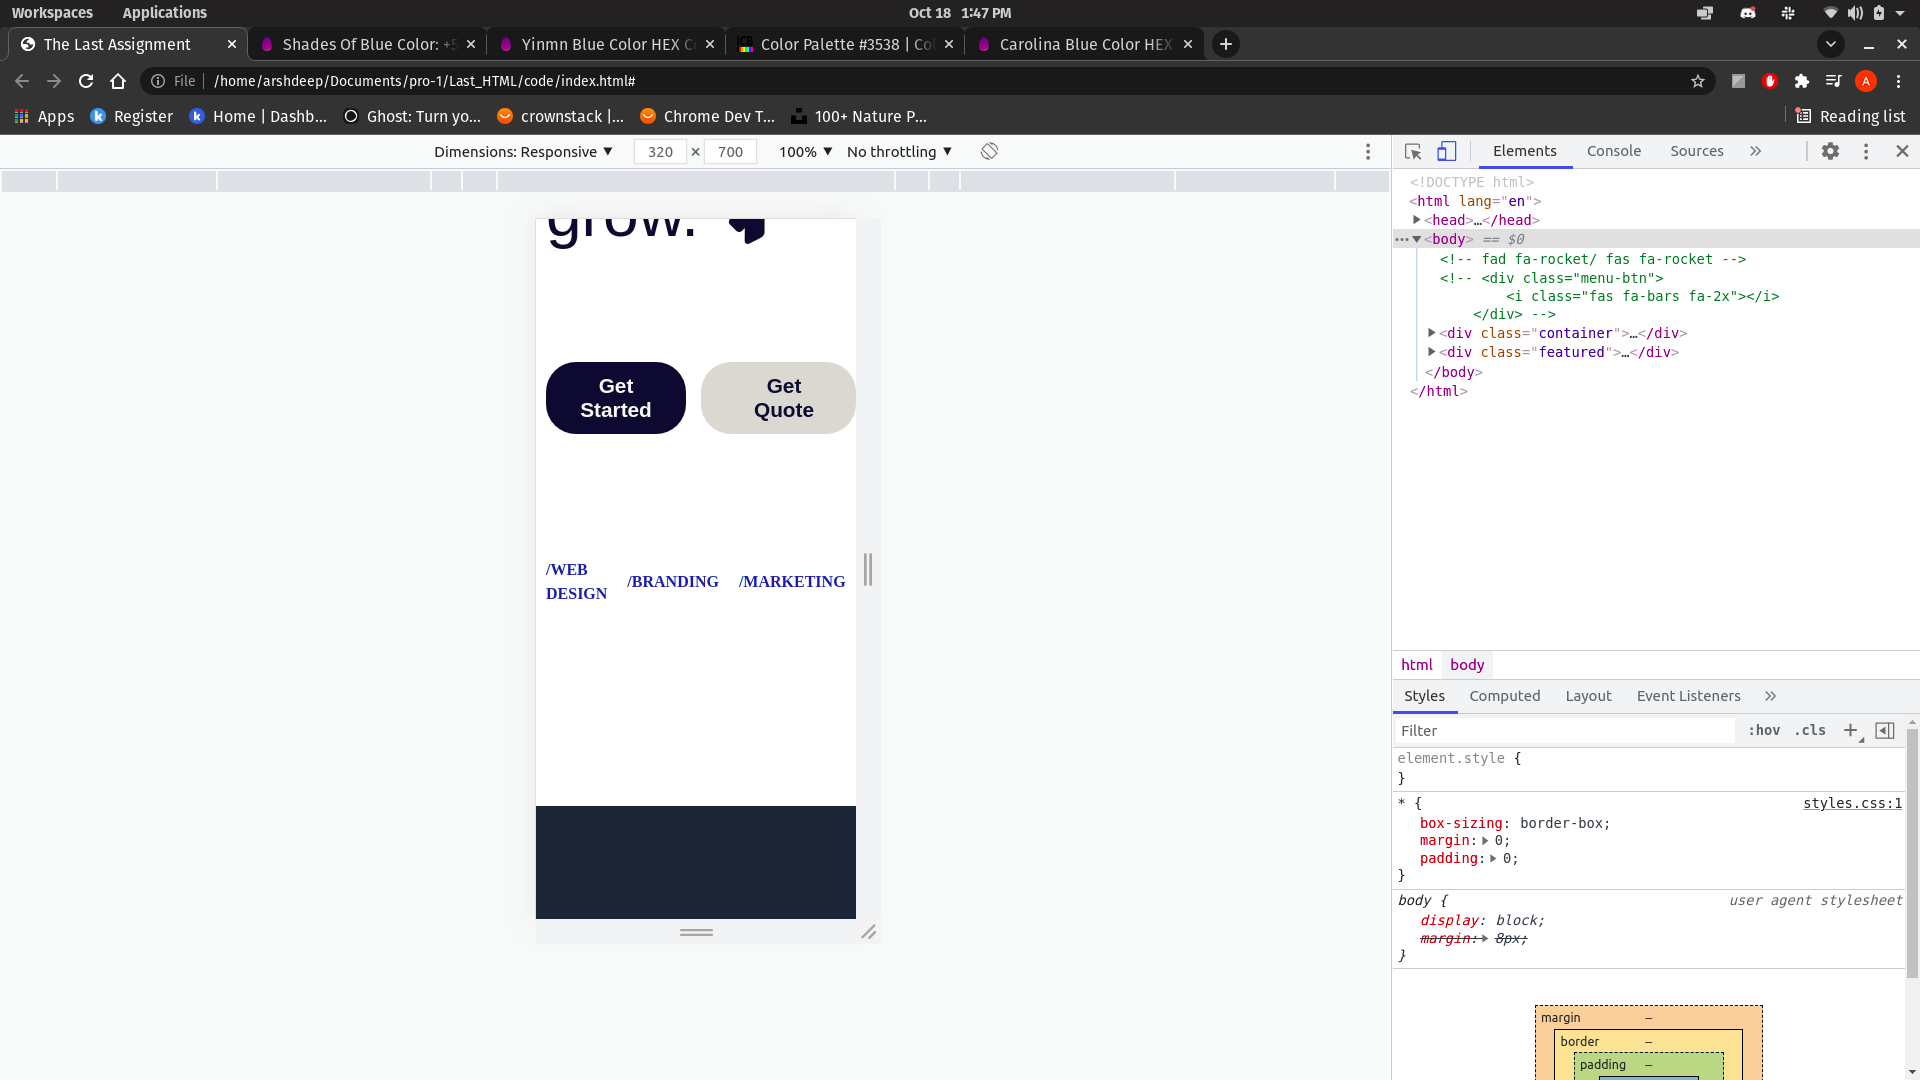 Workspaces Applications Oct 18 1:47 PM
The Last Assignment Shades Of Blue Color: +5 Yinmn Blue Color HEX C Color Palette #3538 | Co Carolina Blue Color HEX
File /home/arshdeep/Documents/pro-1/Last_HTML/code/index.html# A
Apps Register Home | Dashb... Ghost: Turn yo... crownstack |... Chrome Dev T... 100+ Nature P... Reading list
Dimensions: Responsive 320 × 700 100% No throttling
Elements Console Sources
grow.
Get Started
Get Quote
/WEB DESIGN /BRANDING /MARKETING
<!DOCTYPE html>
<html lang="en">
<head>…</head>
<body> == $0
<!-- fad fa-rocket/ fas fa-rocket -->
<!-- <div class="menu-btn">
<i class="fas fa-bars fa-2x"></i>
</div> -->
<div class="container">…</div>
<div class="featured">…</div>
</body>
</html>
html body
Styles Computed Layout Event Listeners
Filter :hov .cls
element.style {
}
* { styles.css:1
box-sizing: border-box;
margin: 0;
padding: 0;
}
body { user agent stylesheet
display: block;
margin: 8px;
}
margin –
border –
padding –